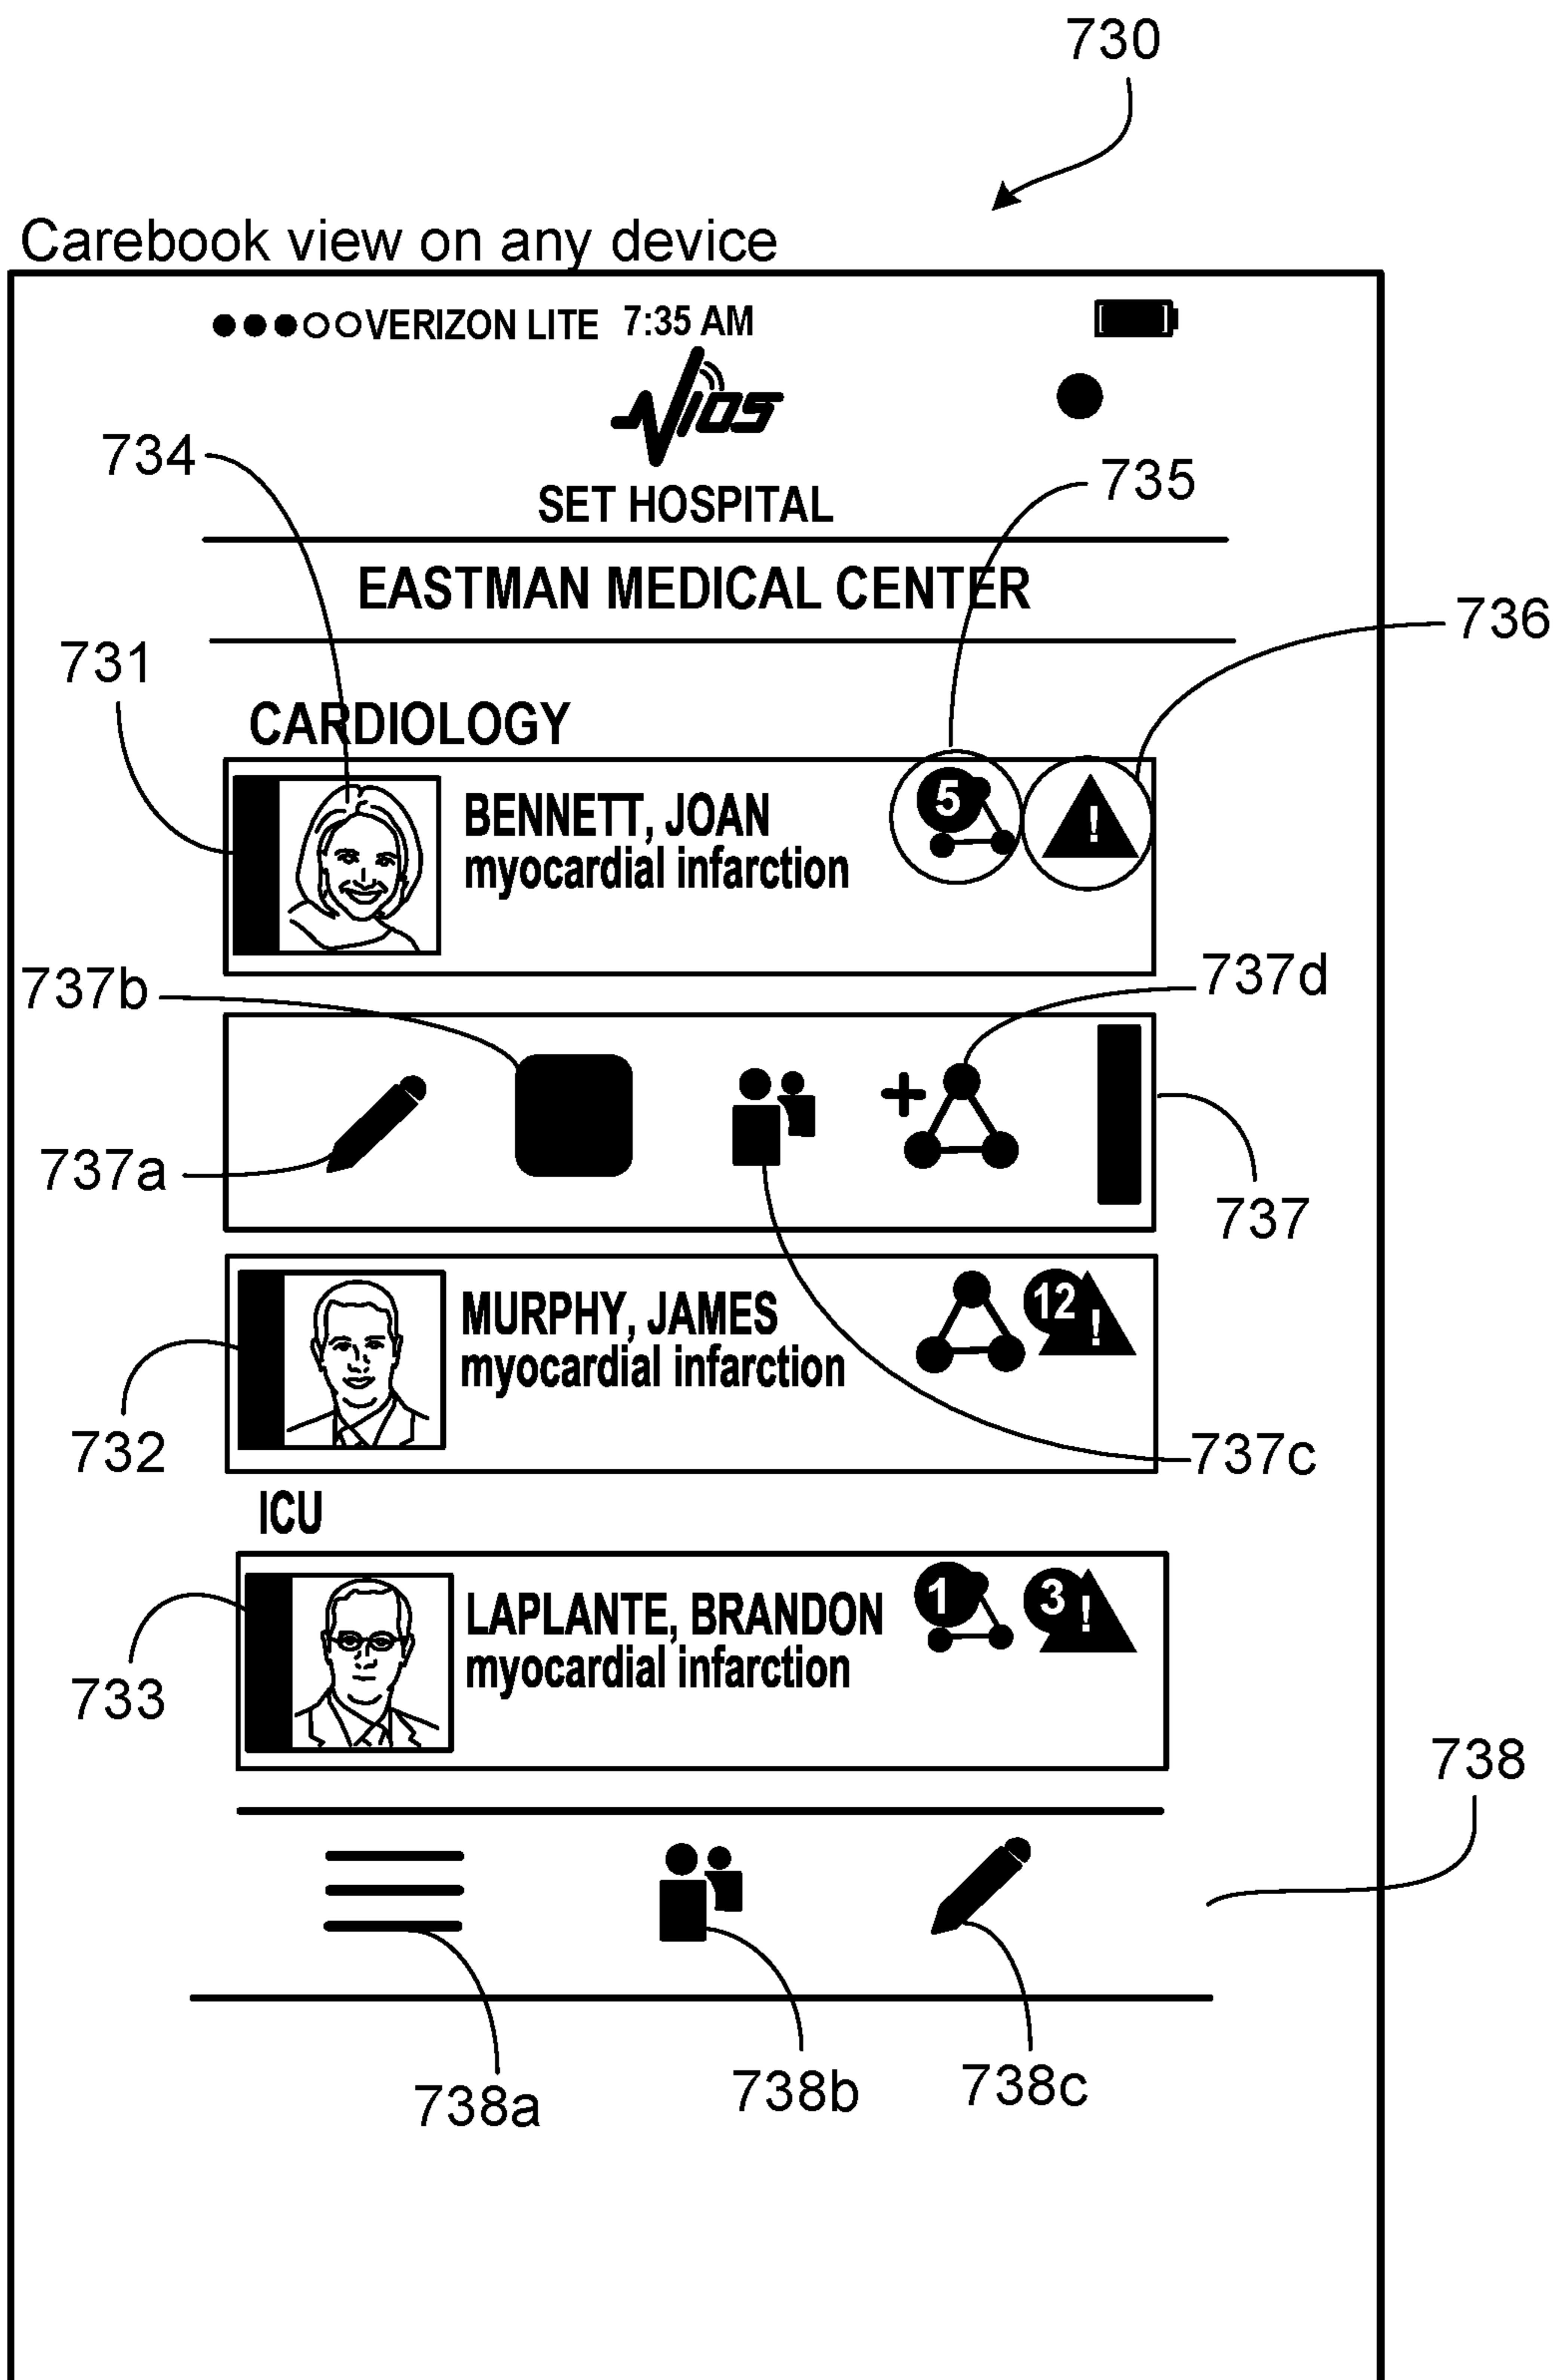 730
Carebook view on any device
VERIZON LITE 7:35 AM
Vios
734
735
SET HOSPITAL
EASTMAN MEDICAL CENTER
736
731
CARDIOLOGY
5 !
BENNETT, JOAN
myocardial infarction
737b
737d
+
737a
737
MURPHY, JAMES
12 !
myocardial infarction
732
737c
ICU
LAPLANTE, BRANDON
1 3 !
myocardial infarction
733
738
738a
738b
738c